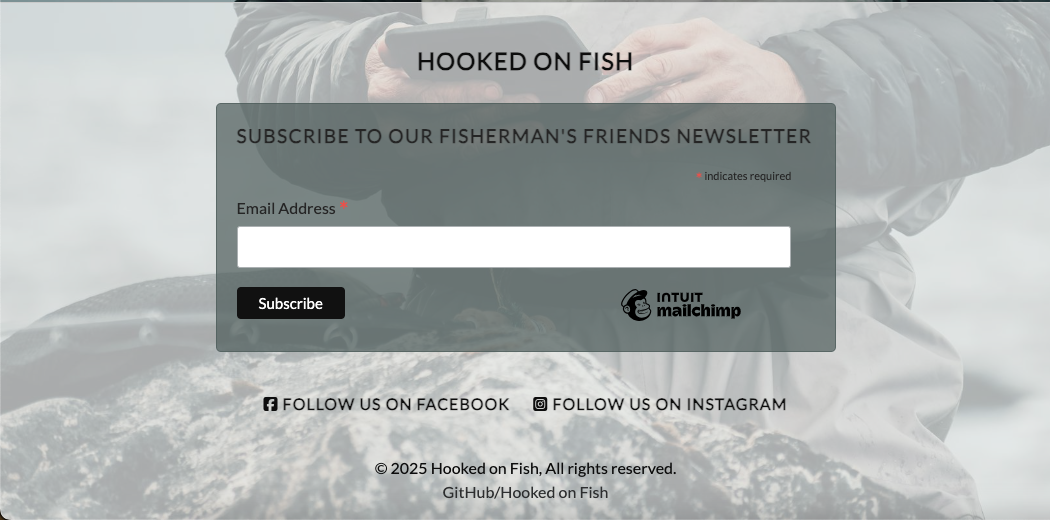 HOOKED ON FISH
SUBSCRIBE TO OUR FISHERMAN'S FRIENDS NEWSLETTER
* indicates required
Email Address *
Subscribe
INTUIT
mailchimp
FOLLOW US ON FACEBOOK FOLLOW US ON INSTAGRAM
© 2025 Hooked on Fish, All rights reserved.
GitHub/Hooked on Fish